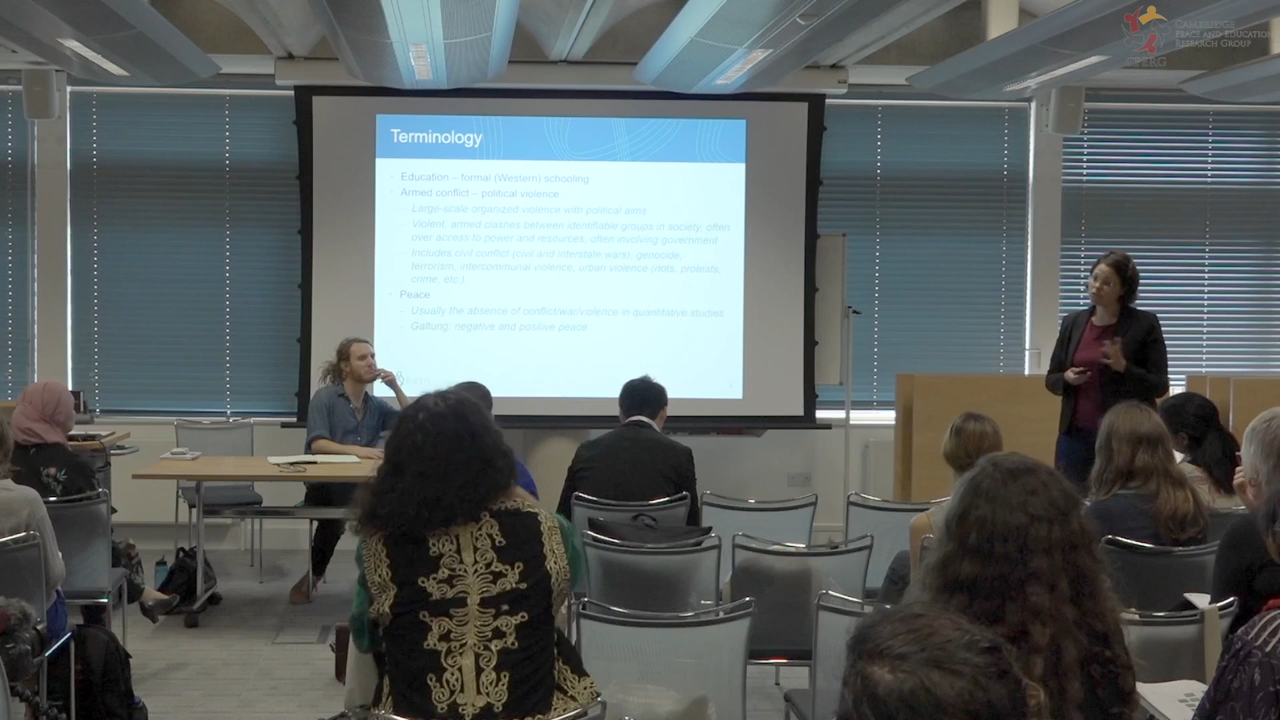 CAMBRIDGE
PEACE AND EDUCATION
RESEARCH GROUP
CPERG
Terminology
Education – formal (Western) schooling
Armed conflict – political violence
Large-scale organized violence with political aims
Violent, armed clashes between identifiable groups in society, often
over access to power and resources, often involving government
Includes civil conflict (civil and interstate wars), genocide,
terrorism, intercommunal violence, urban violence (riots, protests,
crime, etc.)
Peace
Usually the absence of conflict/war/violence in quantitative studies
Galtung: negative and positive peace